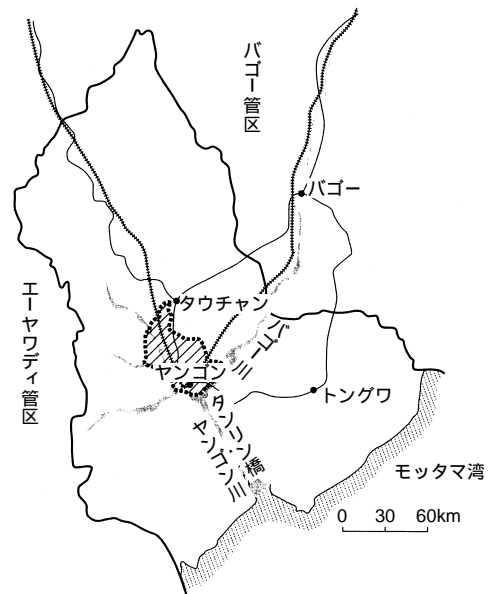 バゴー管区
バゴー
エーヤワディ管区
タウチャン
バゴー川
ヤンゴン
タンリン橋
ヤンゴン川
トングワ
モッタマ湾
0 30 60km